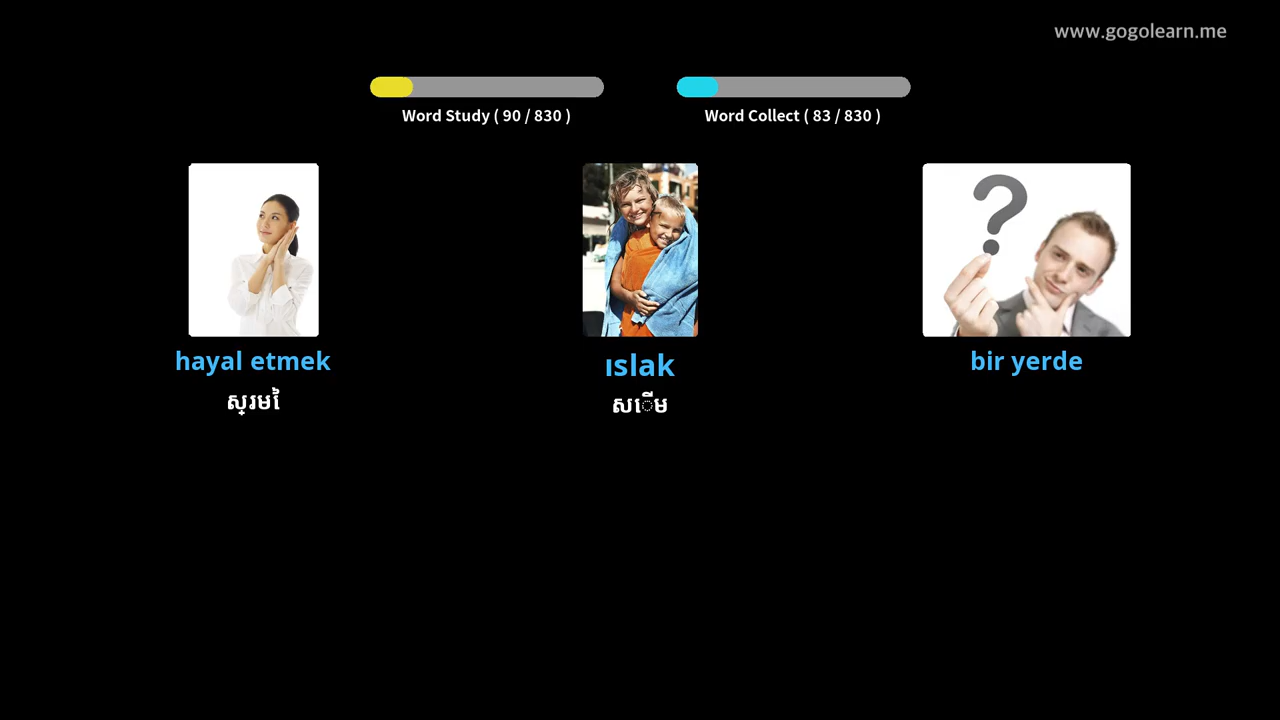 www.gogolearn.me
Word Study ( 90 / 830 )
Word Collect ( 83 / 830 )
hayal etmek
ស្រមៃ
ıslak
សើម
bir yerde